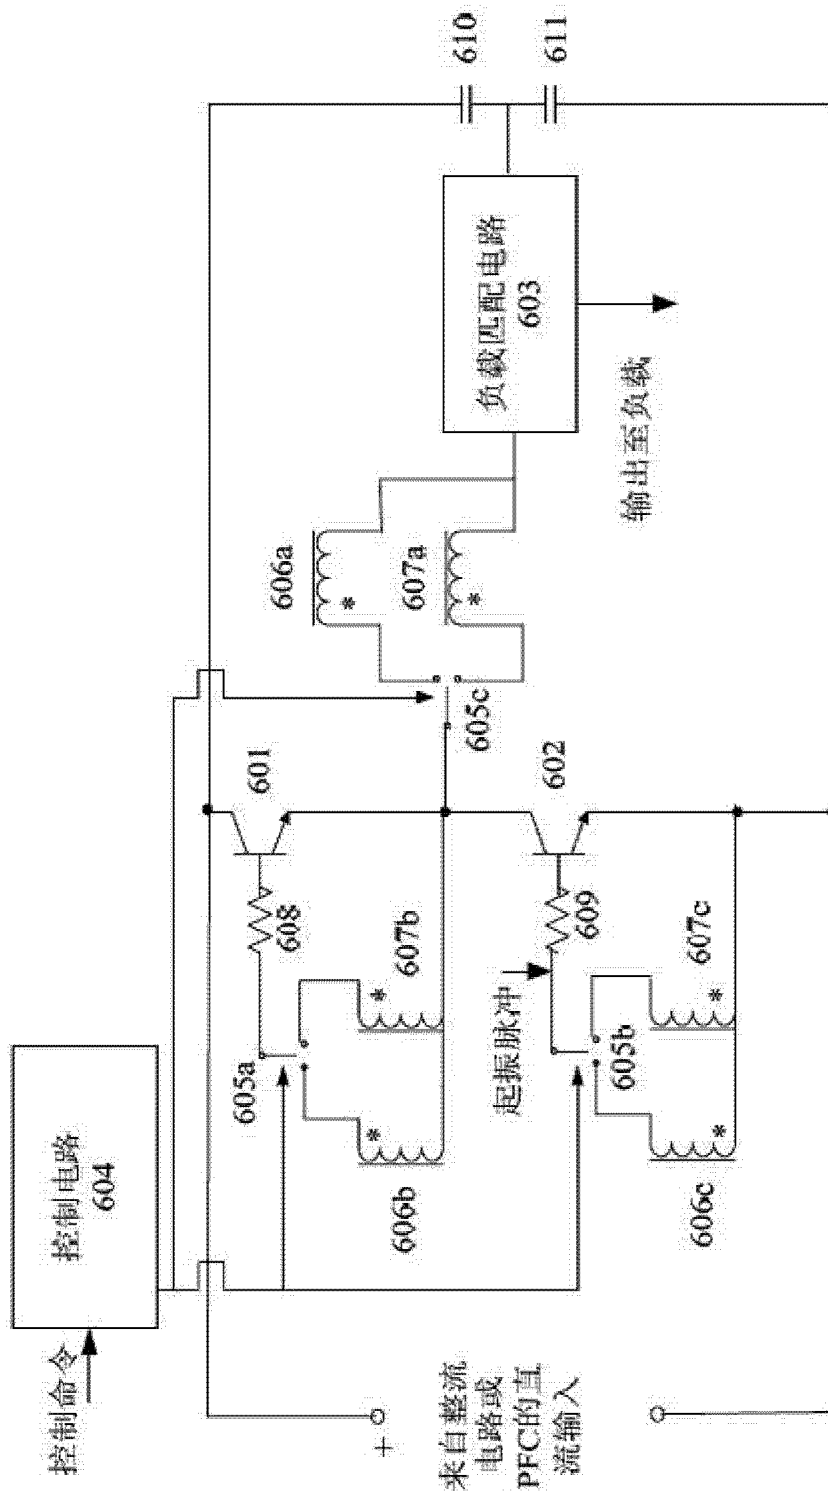 控制命令
控制电路
604
来自整流
电路或
PFC的直
流输入
+
605a
606b
607b
608
601
起振脉冲
605b
606c
607c
609
602
605c
606a
*
607a
*
*
*
*
*
负载匹配电路
603
输出至负载
610
611